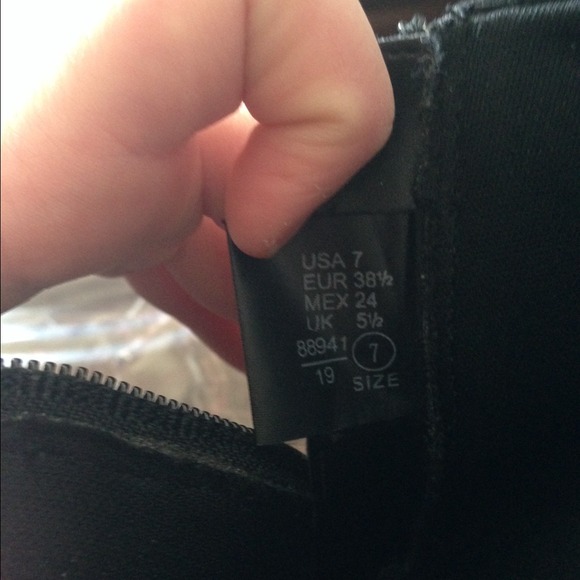 USA 7
EUR 38½
MEX 24
UK 5½
88941
19
7
SIZE